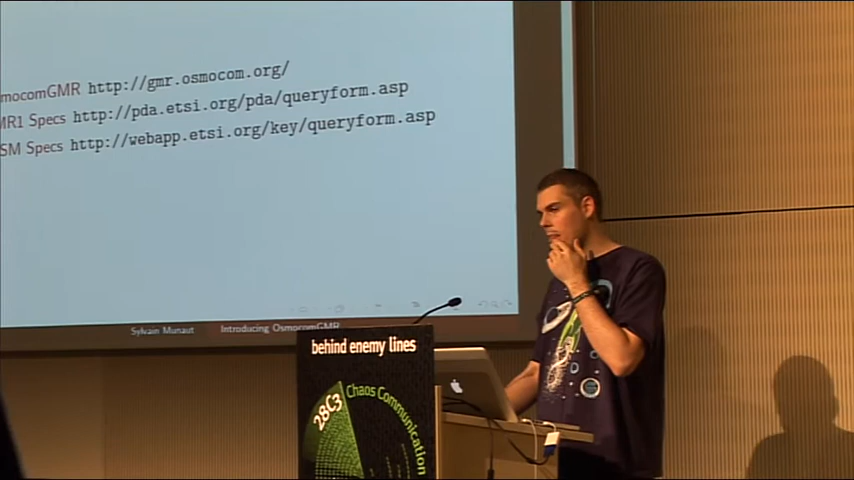 smocomGMR http://gmr.osmocom.org/
MR1 Specs http://pda.etsi.org/pda/queryform.asp
SM Specs http://webapp.etsi.org/key/queryform.asp
Sylvain Munaut
Introducing OsmocomGMR
behind enemy lines
28C3
Chaos Communication